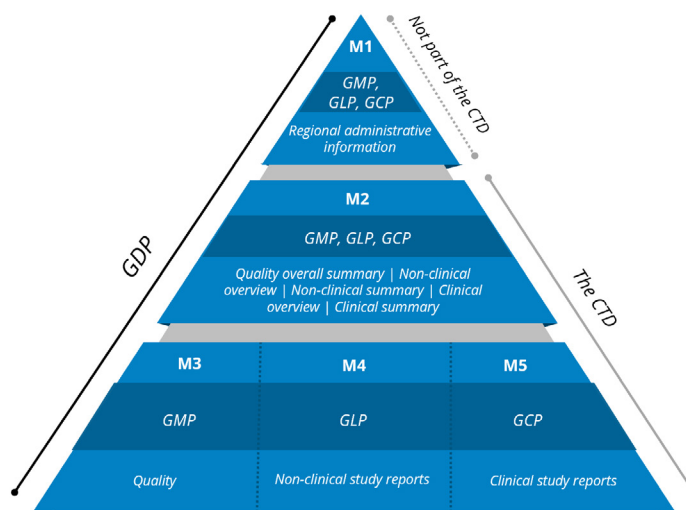 M1
GMP,
GLP, GCP
Regional administrative
information
Not part of the CTD
M2
GMP, GLP, GCP
Quality overall summary | Non-clinical
overview | Non-clinical summary | Clinical
overview | Clinical summary
GDP
The CTD
M3
M4
M5
GMP
GLP
GCP
Quality
Non-clinical study reports
Clinical study reports